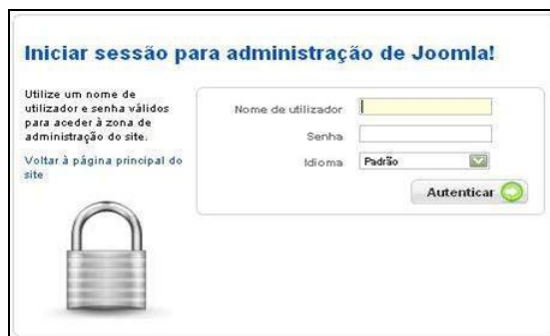 Iniciar sessão para administração de Joomla!
Utilize um nome de
utilizador e senha válidos
para aceder à zona de
administração do site.
Voltar à página principal do
site
Nome de utilizador
Senha
Idioma Padrão
Autenticar